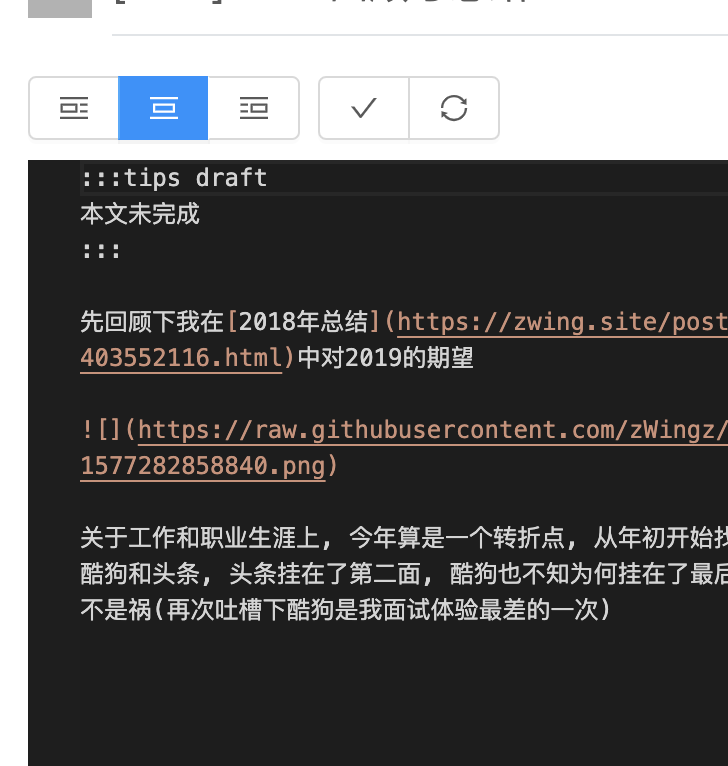 :::tips draft
本文未完成
:::
先回顾下我在[2018年总结](https://zwing.site/post
403552116.html)中对2019的期望
![](https://raw.githubusercontent.com/zWingz/
1577282858840.png)
关于工作和职业生涯上, 今年算是一个转折点, 从年初开始找
酷狗和头条, 头条挂在了第二面, 酷狗也不知为何挂在了最后
不是祸(再次吐槽下酷狗是我面试体验最差的一次)